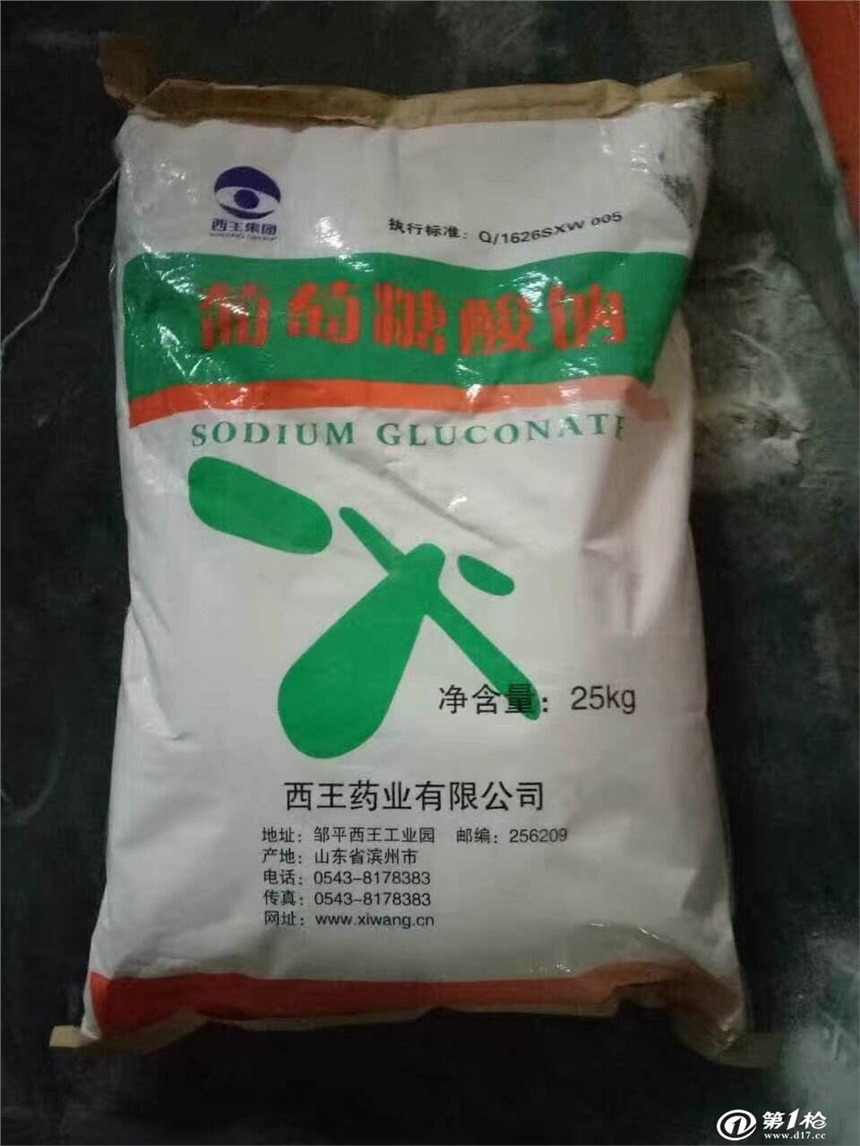 西王集团
XIWANG GROUP
执行标准：Q/1626SXW 005
葡萄糖酸钠
SODIUM GLUCONATE
净含量：25kg
西王药业有限公司
地址：邹平西王工业园 邮编：256209
产地：山东省滨州市
电话：0543-8178383
传真：0543-8178383
网址：www.xiwang.cn
第1枪
www.d17.cc